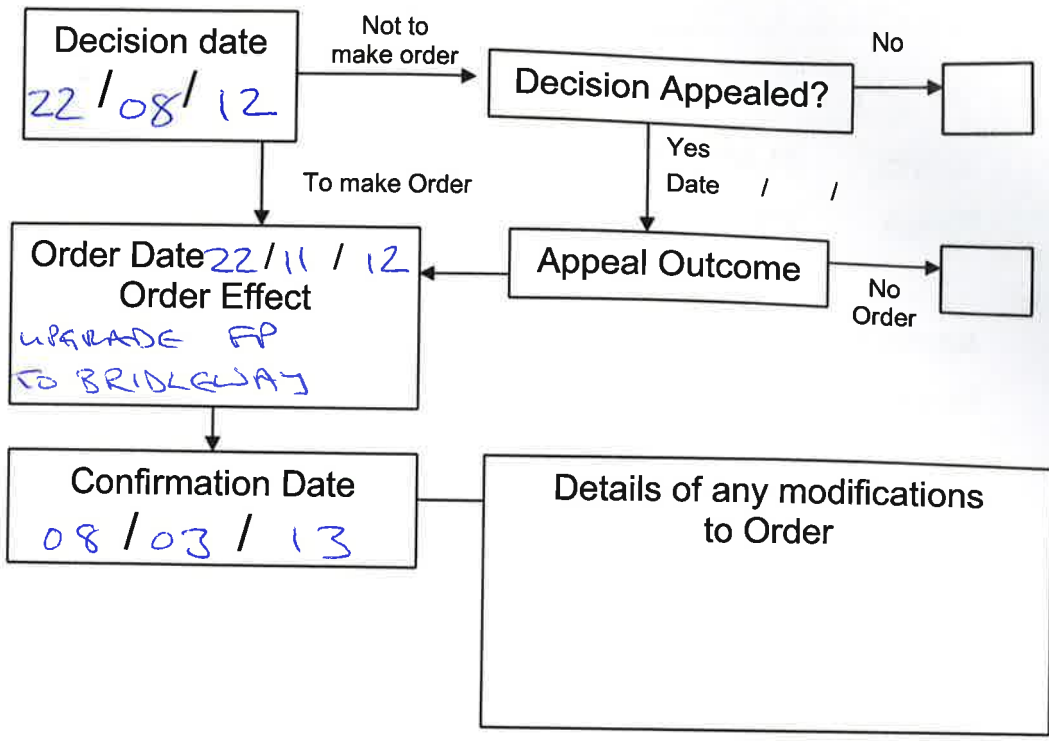 Decision date
22 / 08 / 12
Not to
make order
Decision Appealed?
No
Yes
Date / /
To make Order
Order Date 22 / 11 / 12
Order Effect
UPGRADE FP
TO BRIDLEWAY
Appeal Outcome
No
Order
Confirmation Date
08 / 03 / 13
Details of any modifications
to Order